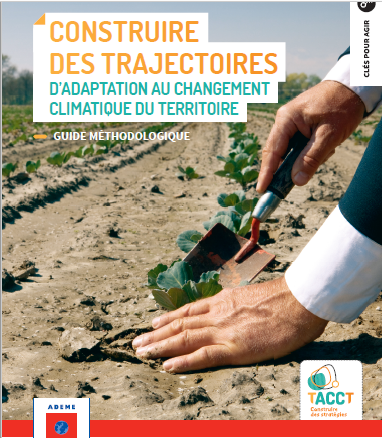 CONSTRUIRE
DES TRAJECTOIRES
D'ADAPTATION AU CHANGEMENT
CLIMATIQUE DU TERRITOIRE
GUIDE MÉTHODOLOGIQUE
CLÉS POUR AGIR
TACCT
Construire
des stratégies
ADEME